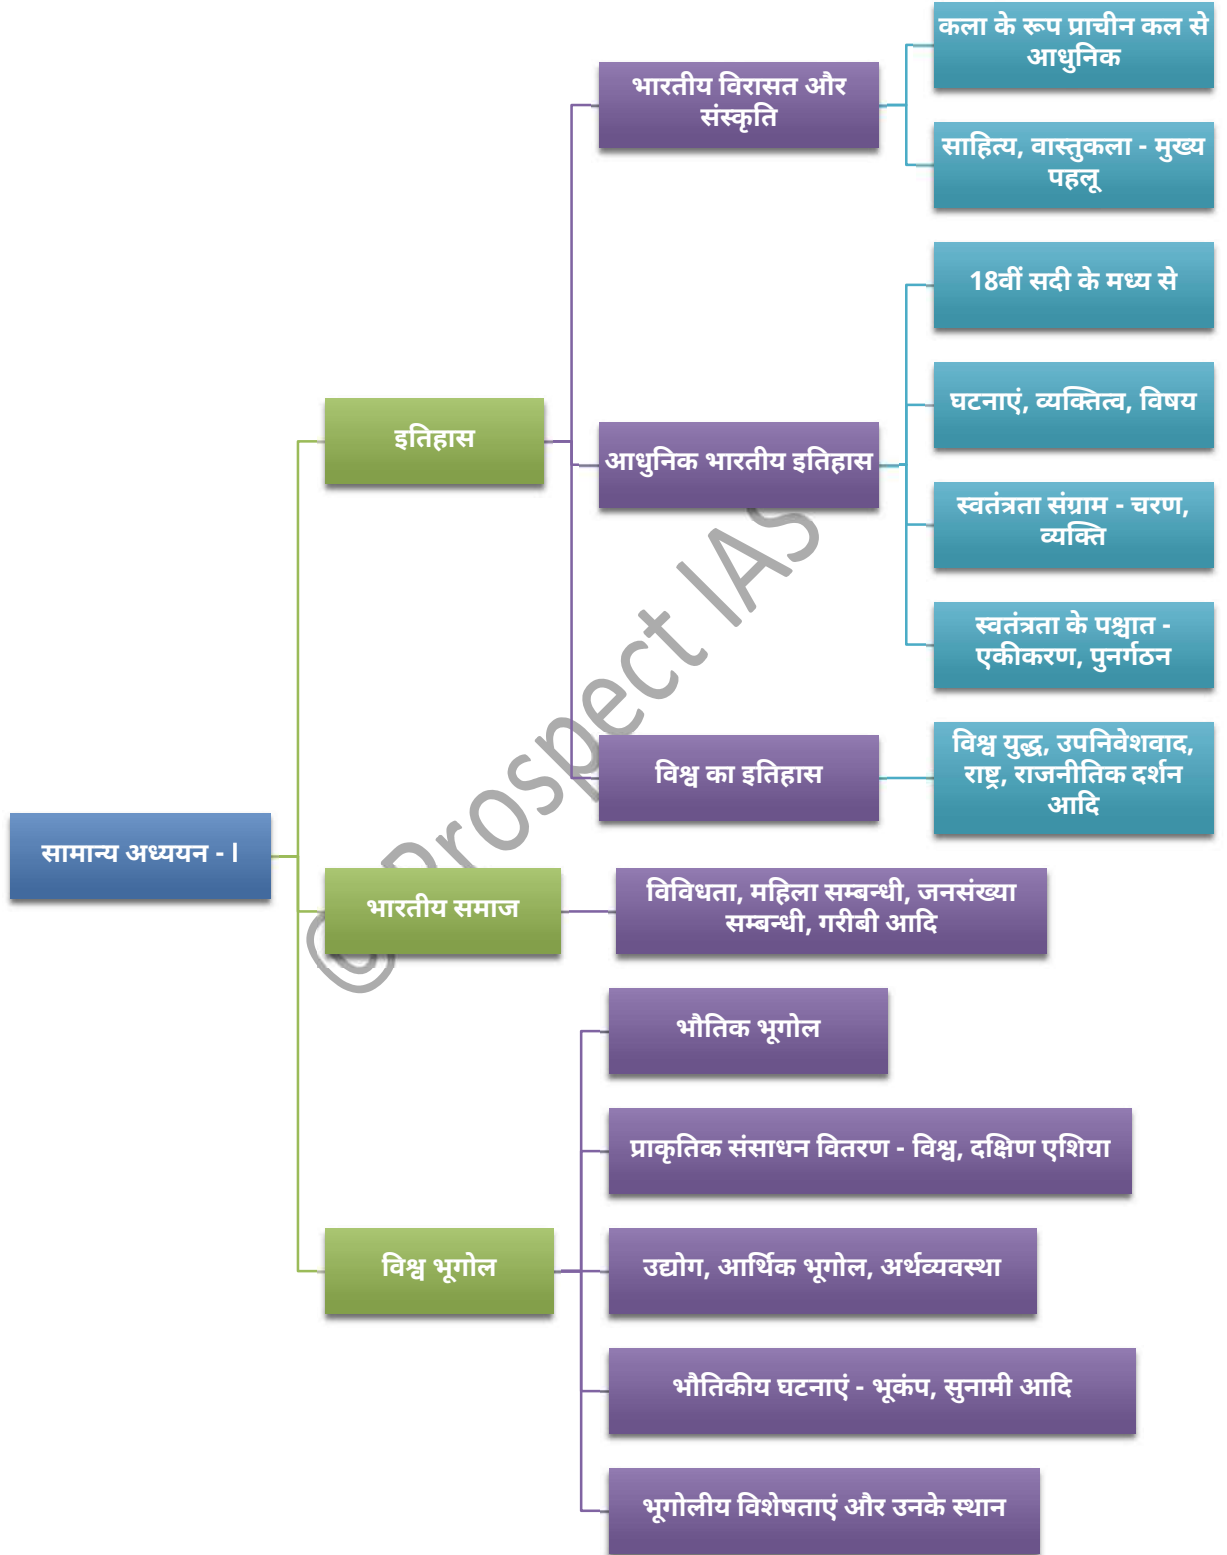 कला के रूप प्राचीन कल से
आधुनिक
भारतीय विरासत और
संस्कृति
साहित्य, वास्तुकला - मुख्य
पहलू
18वीं सदी के मध्य से
घटनाएं, व्यक्तित्व, विषय
इतिहास
आधुनिक भारतीय इतिहास
स्वतंत्रता संग्राम - चरण,
व्यक्ति
स्वतंत्रता के पश्चात -
एकीकरण, पुनर्गठन
विश्व का इतिहास
विश्व युद्ध, उपनिवेशवाद,
राष्ट्र, राजनीतिक दर्शन
आदि
सामान्य अध्ययन - I
भारतीय समाज
विविधता, महिला सम्बन्धी, जनसंख्या
सम्बन्धी, गरीबी आदि
भौतिक भूगोल
प्राकृतिक संसाधन वितरण - विश्व, दक्षिण एशिया
विश्व भूगोल
उद्योग, आर्थिक भूगोल, अर्थव्यवस्था
भौतिकीय घटनाएं - भूकंप, सुनामी आदि
भूगोलीय विशेषताएं और उनके स्थान
© Prospect IAS